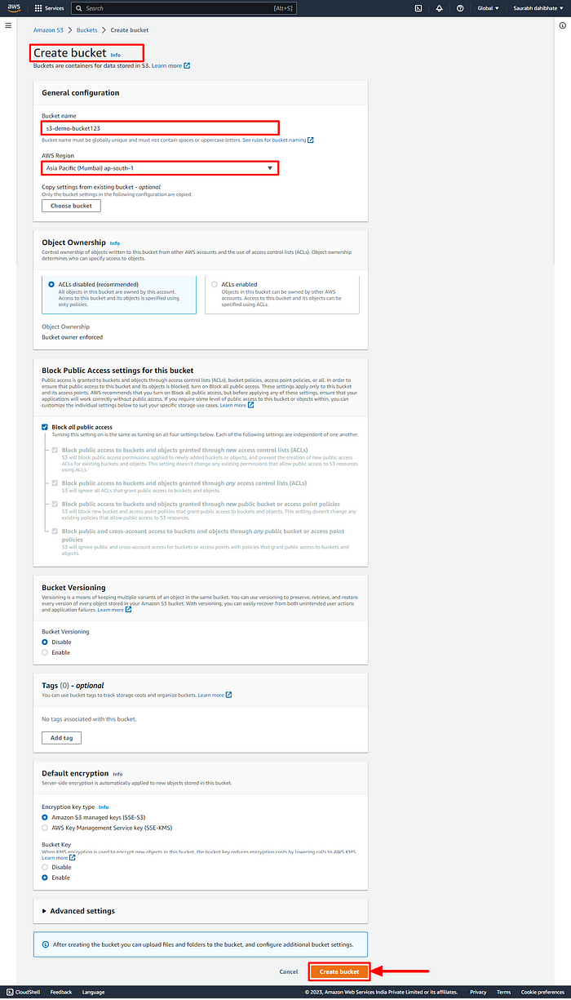 aws Services Search [Alt+S] Global Saurabh dahibhate
Amazon S3 Buckets Create bucket
Create bucket Info
Buckets are containers for data stored in S3. Learn more
General configuration
Bucket name
s3-demo-bucket123
Bucket name must be globally unique and must not contain spaces or uppercase letters. See rules for bucket naming
AWS Region
Asia Pacific (Mumbai) ap-south-1
Copy settings from existing bucket - optional
Only the bucket settings in the following configuration are copied.
Choose bucket
Object Ownership Info
Control ownership of objects written to this bucket from other AWS accounts and the use of access control lists (ACLs). Object ownership
determines who can specify access to objects.
ACLs disabled (recommended)
All objects in this bucket are owned by this account.
Access to this bucket and its objects is specified using
only policies.
ACLs enabled
Objects in this bucket can be owned by other AWS
accounts. Access to this bucket and its objects can be
specified using ACLs.
Object Ownership
Bucket owner enforced
Block Public Access settings for this bucket
Public access is granted to buckets and objects through access control lists (ACLs), bucket policies, access point policies, or all. In order to
ensure that public access to this bucket and its objects is blocked, turn on Block all public access. These settings apply only to this bucket
and its access points. AWS recommends that you turn on Block all public access, but before applying any of these settings, ensure that your
applications will work correctly without public access. If you require some level of public access to this bucket or objects within, you can
customize the individual settings below to suit your specific storage use cases. Learn more
Block all public access
Turning this setting on is the same as turning on all four settings below. Each of the following settings are independent of one another.
Block public access to buckets and objects granted through new access control lists (ACLs)
S3 will block public access permissions applied to newly added buckets or objects, and prevent the creation of new public access
ACLs for existing buckets and objects. This setting doesn't change any existing permissions that allow public access to S3 resources
using ACLs.
Block public access to buckets and objects granted through any access control lists (ACLs)
S3 will ignore all ACLs that grant public access to buckets and objects.
Block public access to buckets and objects granted through new public bucket or access point policies
S3 will block new bucket and access point policies that grant public access to buckets and objects. This setting doesn't change any
existing policies that allow public access to S3 resources.
Block public and cross-account access to buckets and objects through any public bucket or access point
policies
S3 will ignore public and cross-account access for buckets or access points with policies that grant public access to buckets and
objects.
Bucket Versioning
Versioning is a means of keeping multiple variants of an object in the same bucket. You can use versioning to preserve, retrieve, and restore
every version of every object stored in your Amazon S3 bucket. With versioning, you can easily recover from both unintended user actions
and application failures. Learn more
Bucket Versioning
Disable
Enable
Tags (0) - optional
You can use bucket tags to track storage costs and organize buckets. Learn more
No tags associated with this bucket.
Add tag
Default encryption Info
Server-side encryption is automatically applied to new objects stored in this bucket.
Encryption key type Info
Amazon S3 managed keys (SSE-S3)
AWS Key Management Service key (SSE-KMS)
Bucket Key
When KMS encryption is used to encrypt new objects in this bucket, the bucket key reduces encryption costs by lowering calls to AWS KMS.
Learn more
Disable
Enable
Advanced settings
After creating the bucket you can upload files and folders to the bucket, and configure additional bucket settings.
Cancel Create bucket
CloudShell Feedback Language © 2023, Amazon Web Services India Private Limited or its affiliates. Privacy Terms Cookie preferences